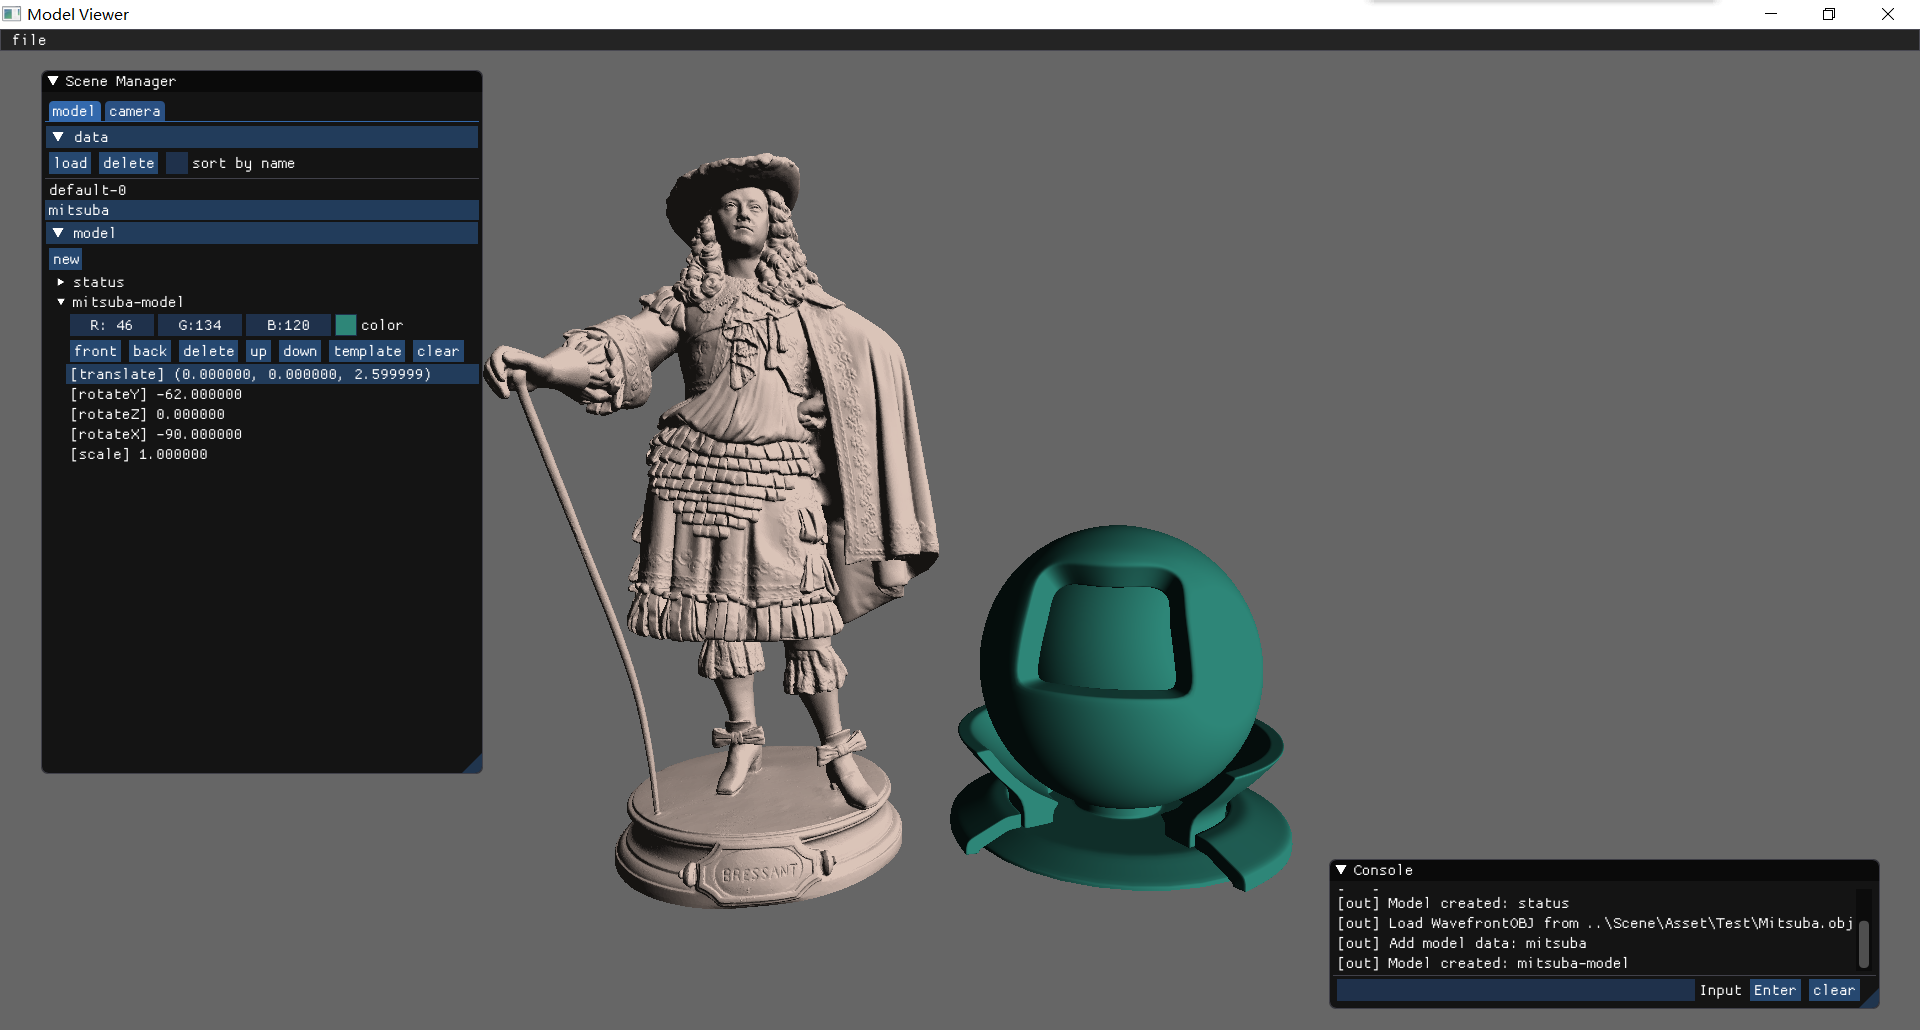 Model Viewer
file
Scene Manager
model camera
data
load delete sort by name
default-0
mitsuba
model
new
status
mitsuba-model
R: 46 G:134 B:120 color
front back delete up down template clear
[translate] (0.000000, 0.000000, 2.599999)
[rotateY] -62.000000
[rotateZ] 0.000000
[rotateX] -90.000000
[scale] 1.000000
BRESSANT
Console
[out] Model created: status
[out] Load WavefrontOBJ from ..\Scene\Asset\Test\Mitsuba.obj
[out] Add model data: mitsuba
[out] Model created: mitsuba-model
Input Enter clear